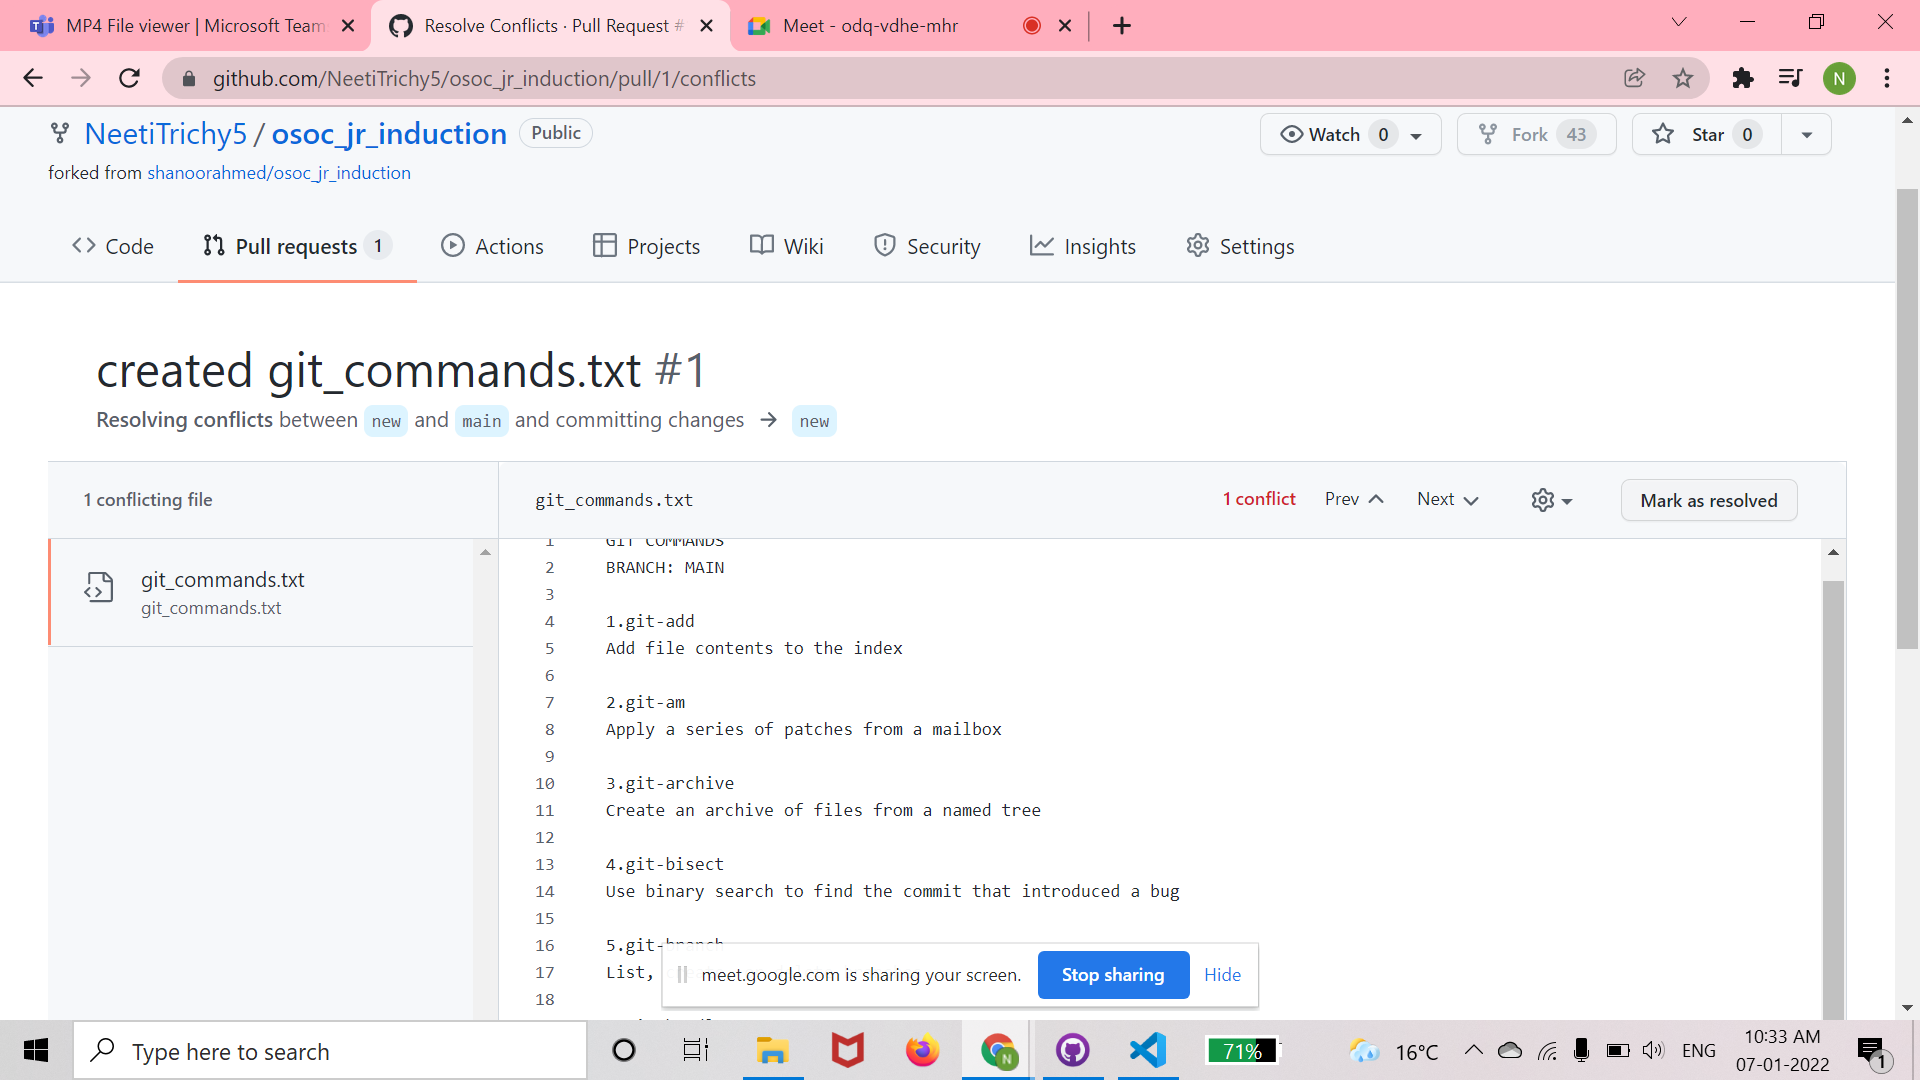 MP4 File viewer | Microsoft Team
Resolve Conflicts · Pull Request #
Meet - odq-vdhe-mhr
github.com/NeetiTrichy5/osoc_jr_induction/pull/1/conflicts
N
NeetiTrichy5 / osoc_jr_induction Public
Watch 0
Fork 43
Star 0
forked from shanoorahmed/osoc_jr_induction
Code
Pull requests 1
Actions
Projects
Wiki
Security
Insights
Settings
created git_commands.txt #1
Resolving conflicts between new and main and committing changes → new
1 conflicting file
git_commands.txt
1 conflict
Prev
Next
Mark as resolved
git_commands.txt
git_commands.txt
1 GIT COMMANDS
2 BRANCH: MAIN
3
4 1.git-add
5 Add file contents to the index
6
7 2.git-am
8 Apply a series of patches from a mailbox
9
10 3.git-archive
11 Create an archive of files from a named tree
12
13 4.git-bisect
14 Use binary search to find the commit that introduced a bug
15
16 5.git-branch
17 List,
18
meet.google.com is sharing your screen.
Stop sharing
Hide
Type here to search
N
71%
16°C
ENG
10:33 AM
07-01-2022
1